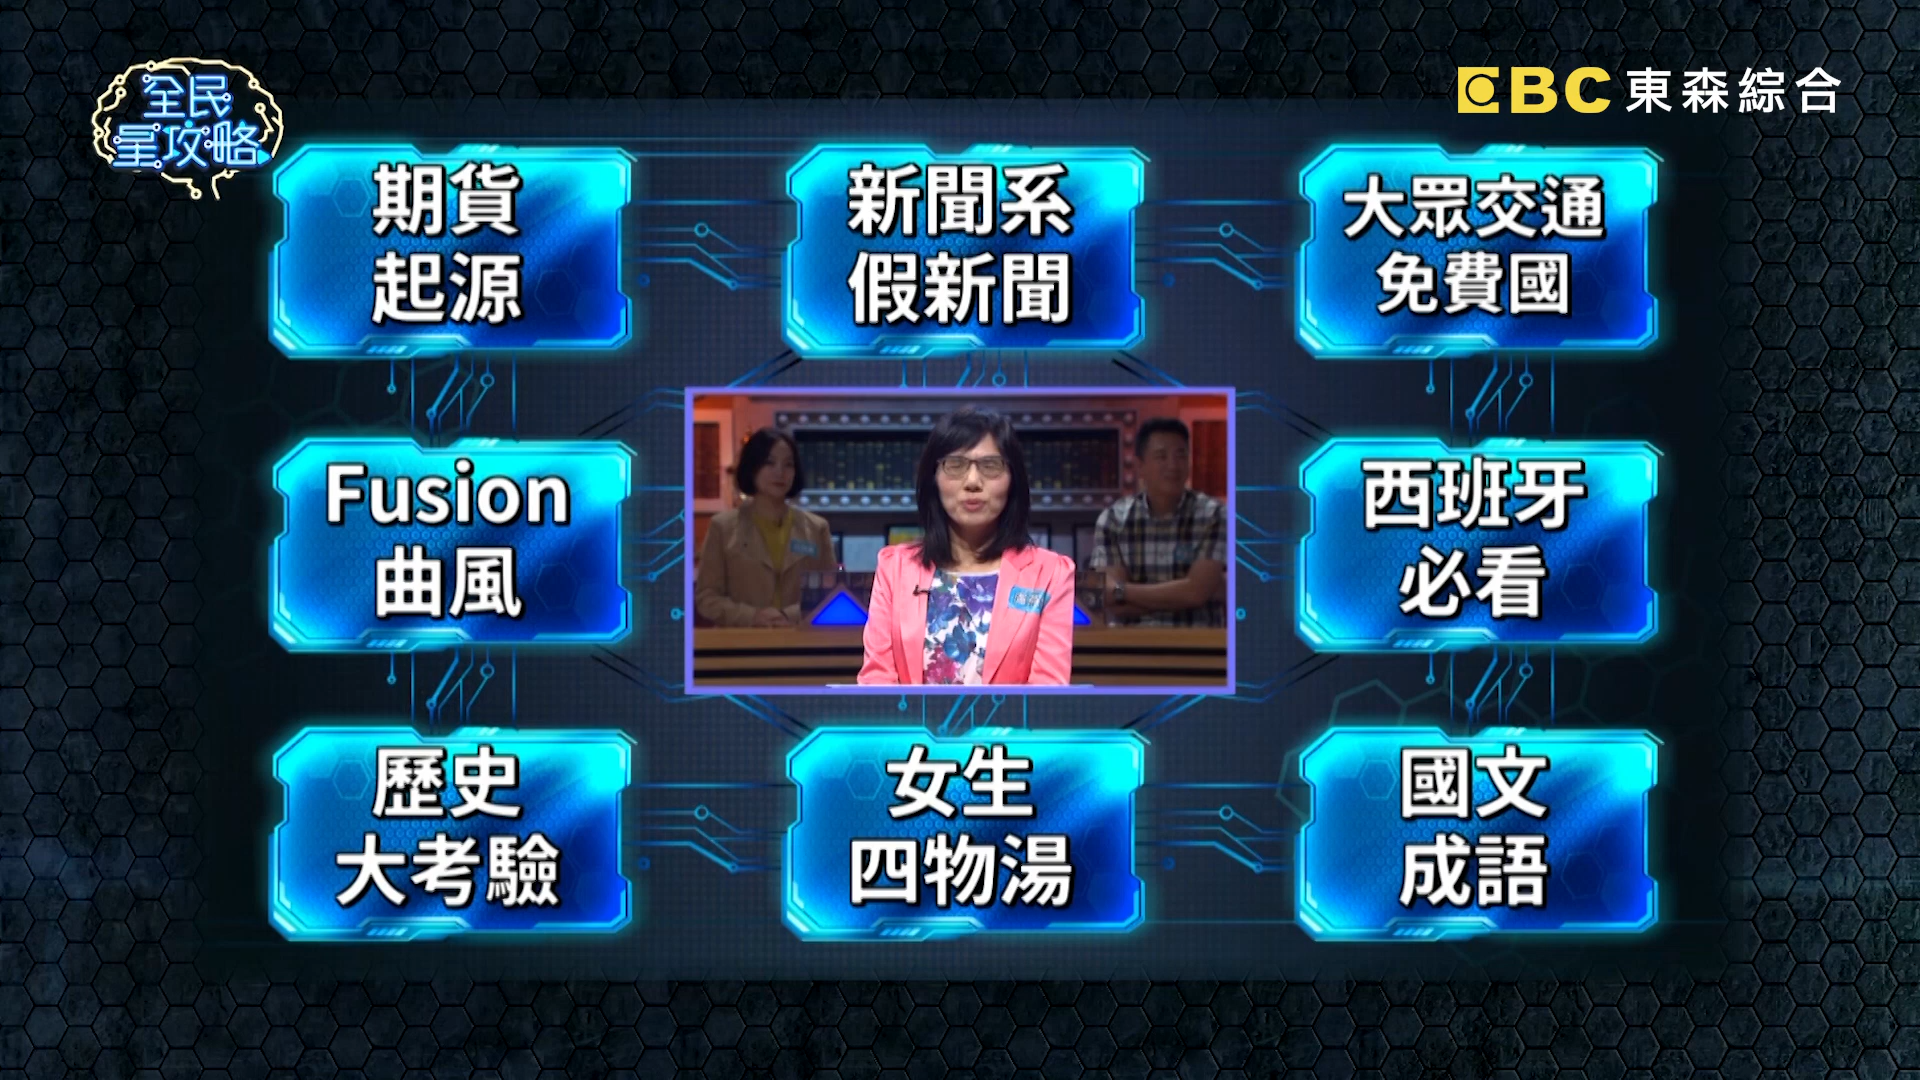 全民
星攻略
EBC 東森綜合
期貨
起源
新聞系
假新聞
大眾交通
免費國
Fusion
曲風
西班牙
必看
歷史
大考驗
女生
四物湯
國文
成語